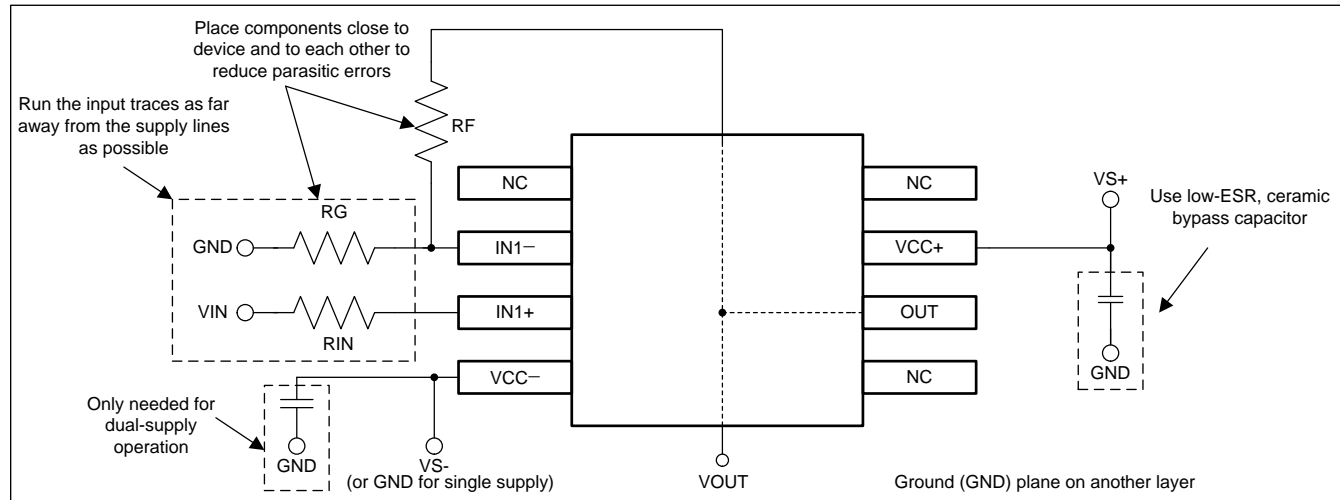 Place components close to
device and to each other to
reduce parasitic errors
Run the input traces as far
away from the supply lines
as possible
RF
NC
NC
VS+
Use low-ESR, ceramic
bypass capacitor
RG
GND
IN1−
VCC+
VIN
RIN
IN1+
OUT
GND
VCC−
NC
Only needed for
dual-supply
operation
GND
VS-
(or GND for single supply)
VOUT
Ground (GND) plane on another layer